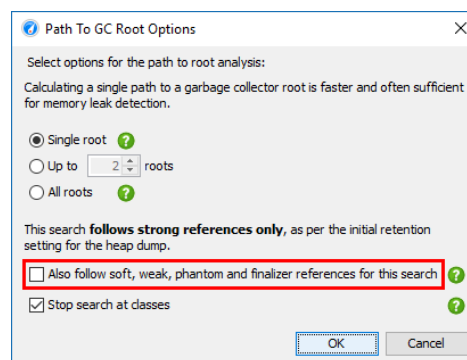 Path To GC Root Options
Select options for the path to root analysis:
Calculating a single path to a garbage collector root is faster and often sufficient
for memory leak detection.
Single root
Up to 2 roots
All roots
This search follows strong references only, as per the initial retention
setting for the heap dump.
Also follow soft, weak, phantom and finalizer references for this search
Stop search at classes
OK Cancel